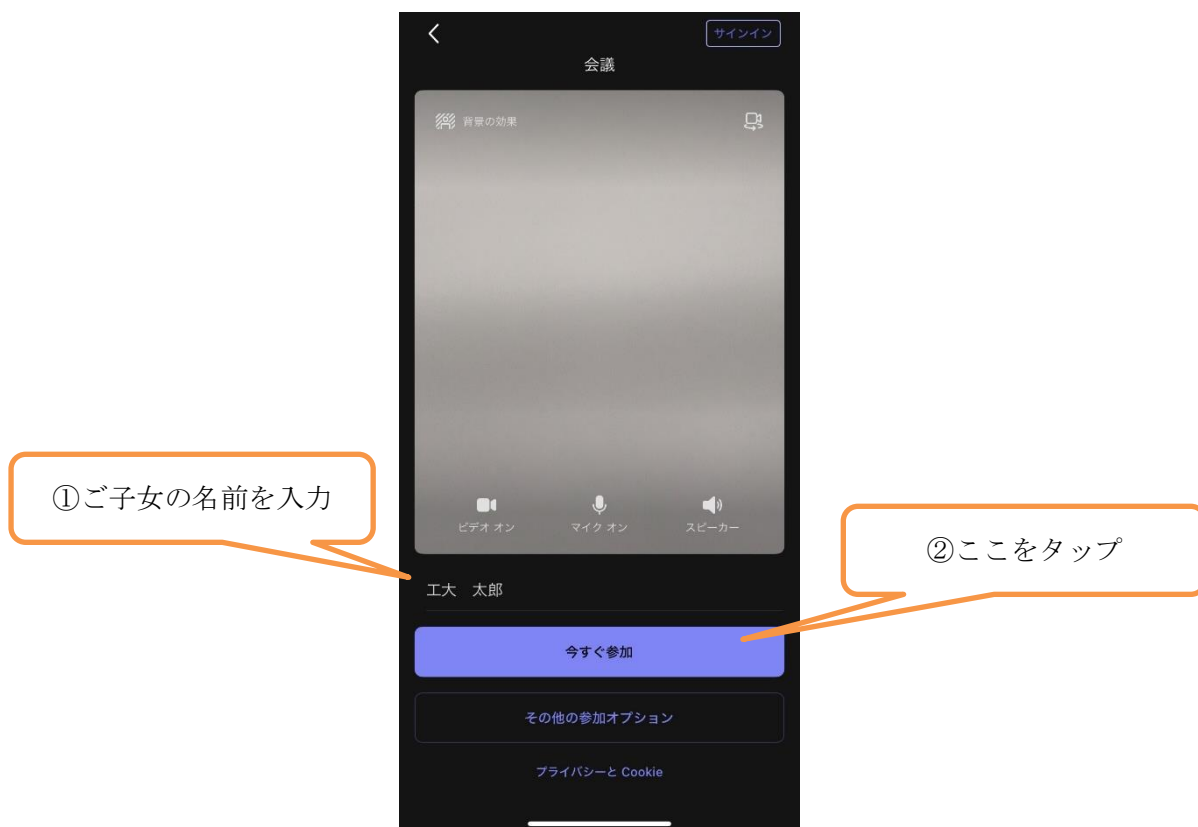 サインイン
会議
背景の効果
①ご子女の名前を入力
ビデオ オン
マイク オン
スピーカー
②ここをタップ
工大　太郎
今すぐ参加
その他の参加オプション
プライバシーと Cookie